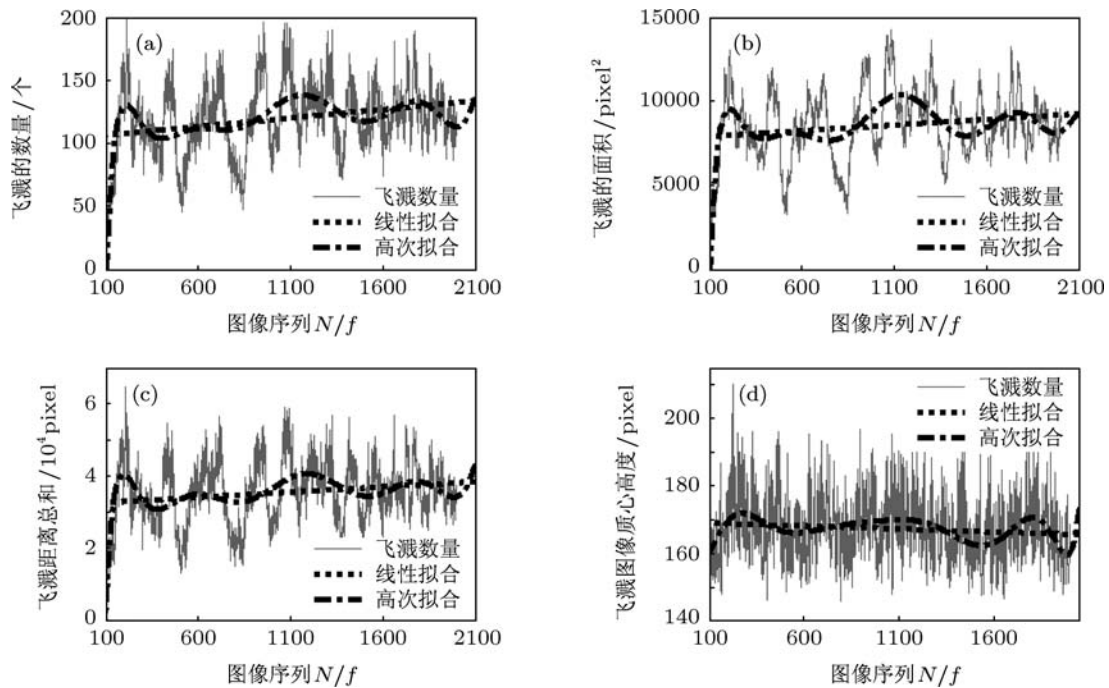 (a)
飞溅的数量/个
200
150
100
50
0
飞溅数量
线性拟合
高次拟合
100 600 1100 1600 2100
图像序列 N/f
(b)
飞溅的面积/pixel²
15000
10000
5000
0
飞溅数量
线性拟合
高次拟合
100 600 1100 1600 2100
图像序列 N/f
(c)
飞溅距离总和/10⁴pixel
6
4
2
0
飞溅数量
线性拟合
高次拟合
100 600 1100 1600 2100
图像序列 N/f
(d)
飞溅图像质心高度/pixel
200
180
160
140
飞溅数量
线性拟合
高次拟合
100 600 1100 1600
图像序列 N/f